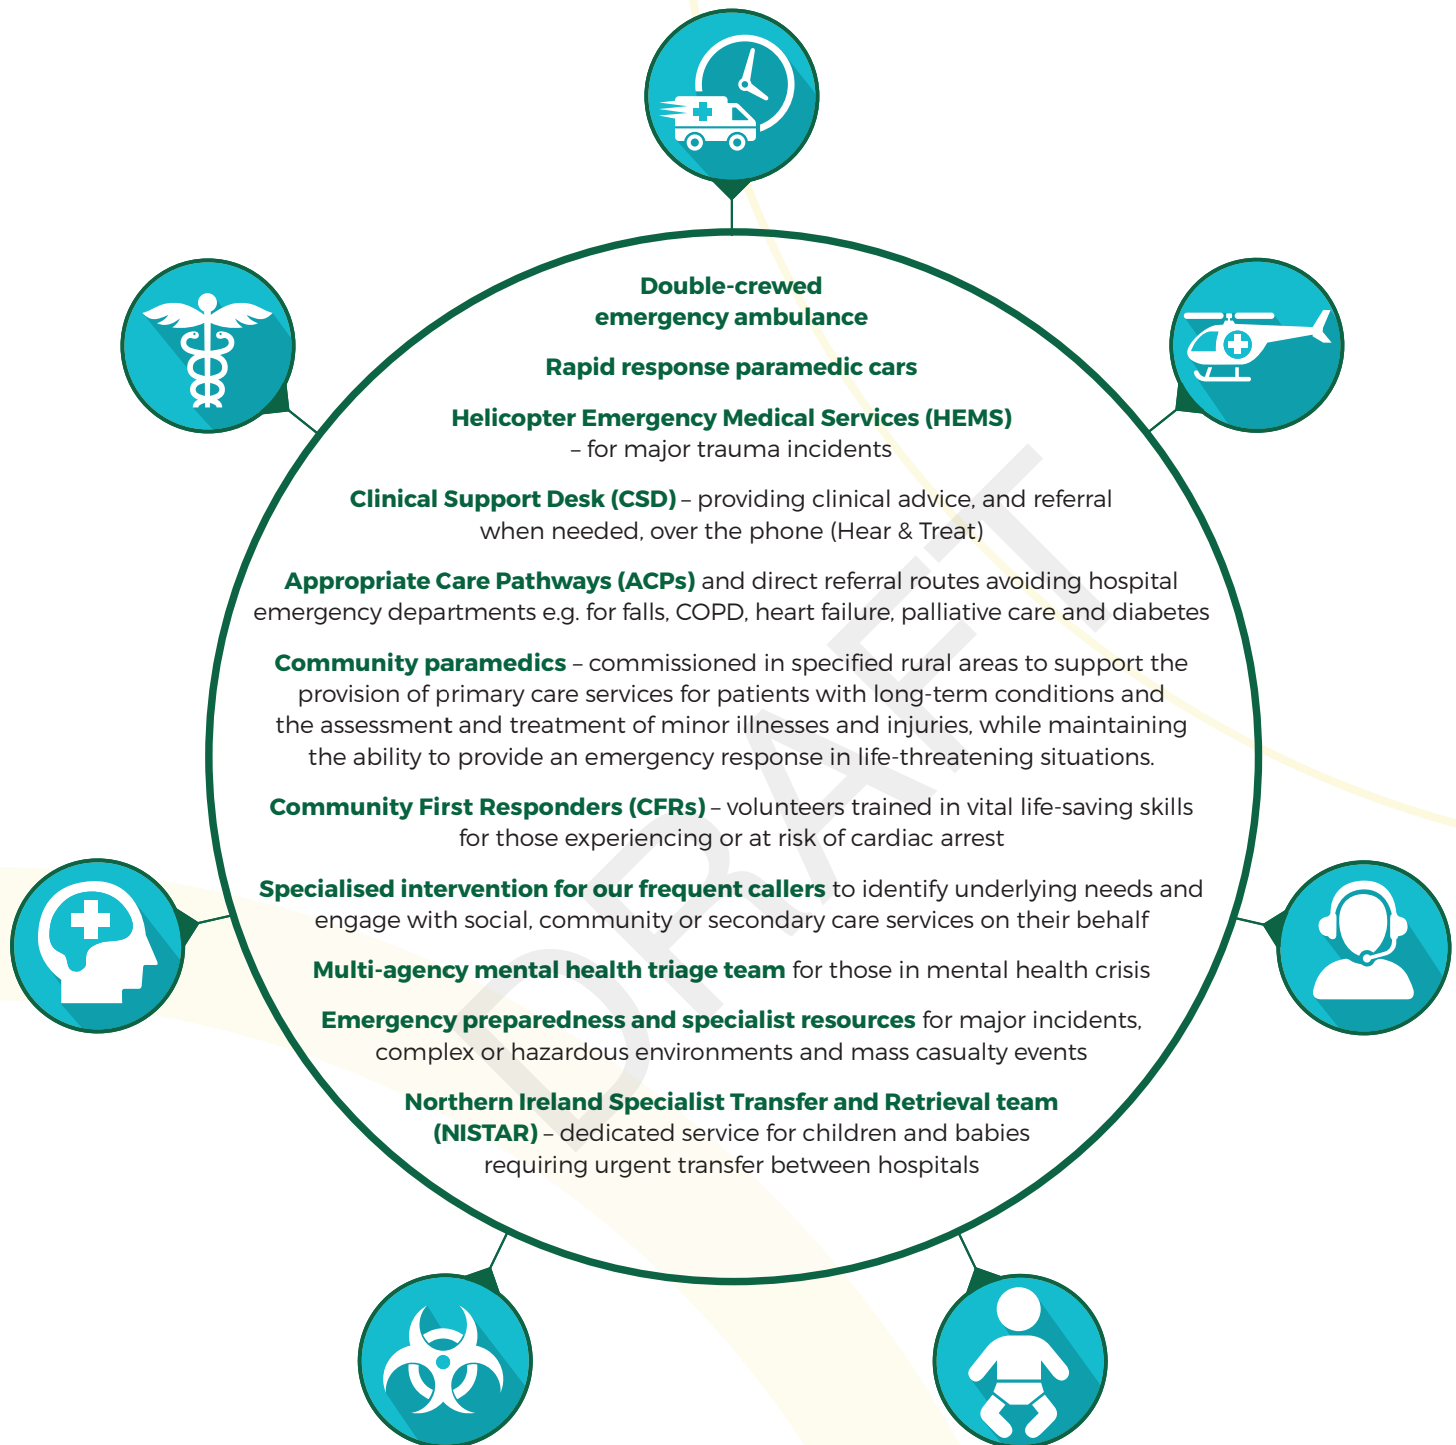 Double-crewed
emergency ambulance
Rapid response paramedic cars
Helicopter Emergency Medical Services (HEMS)
– for major trauma incidents
Clinical Support Desk (CSD) – providing clinical advice, and referral
when needed, over the phone (Hear & Treat)
Appropriate Care Pathways (ACPs) and direct referral routes avoiding hospital
emergency departments e.g. for falls, COPD, heart failure, palliative care and diabetes
Community paramedics – commissioned in specified rural areas to support the
provision of primary care services for patients with long-term conditions and
the assessment and treatment of minor illnesses and injuries, while maintaining
the ability to provide an emergency response in life-threatening situations.
Community First Responders (CFRs) – volunteers trained in vital life-saving skills
for those experiencing or at risk of cardiac arrest
Specialised intervention for our frequent callers to identify underlying needs and
engage with social, community or secondary care services on their behalf
Multi-agency mental health triage team for those in mental health crisis
Emergency preparedness and specialist resources for major incidents,
complex or hazardous environments and mass casualty events
Northern Ireland Specialist Transfer and Retrieval team
(NISTAR) – dedicated service for children and babies
requiring urgent transfer between hospitals
DRAFT